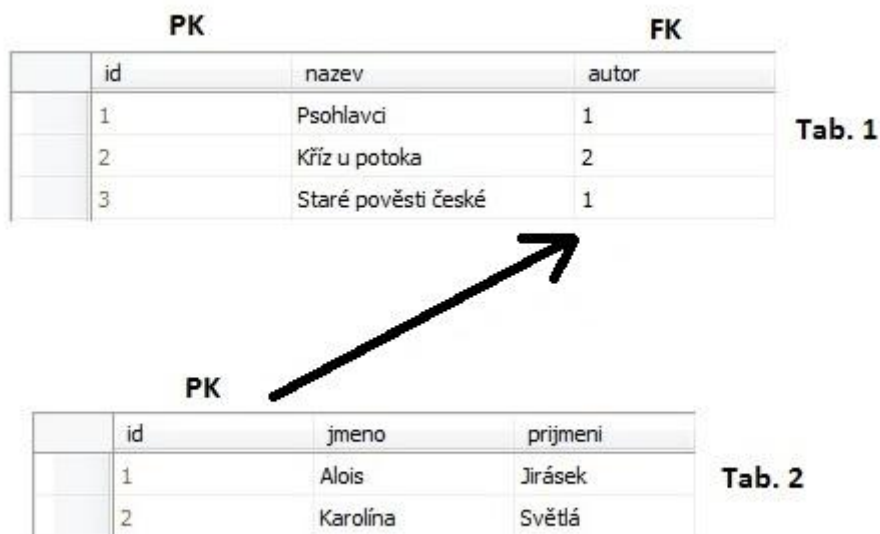 PK FK
id nazev autor
1 Psohlavci 1
Tab. 1
2 Kříz u potoka 2
3 Staré pověsti české 1
PK
id jmeno prijmeni
1 Alois Jirásek
Tab. 2
2 Karolína Světlá